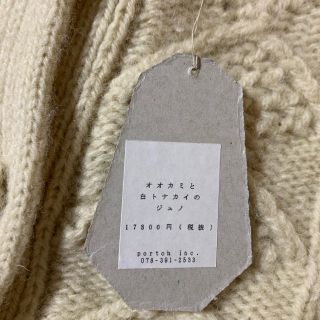 オオカミと
白トナカイの
ジュノ
17800円(税抜)
portch inc.
078-391-2533